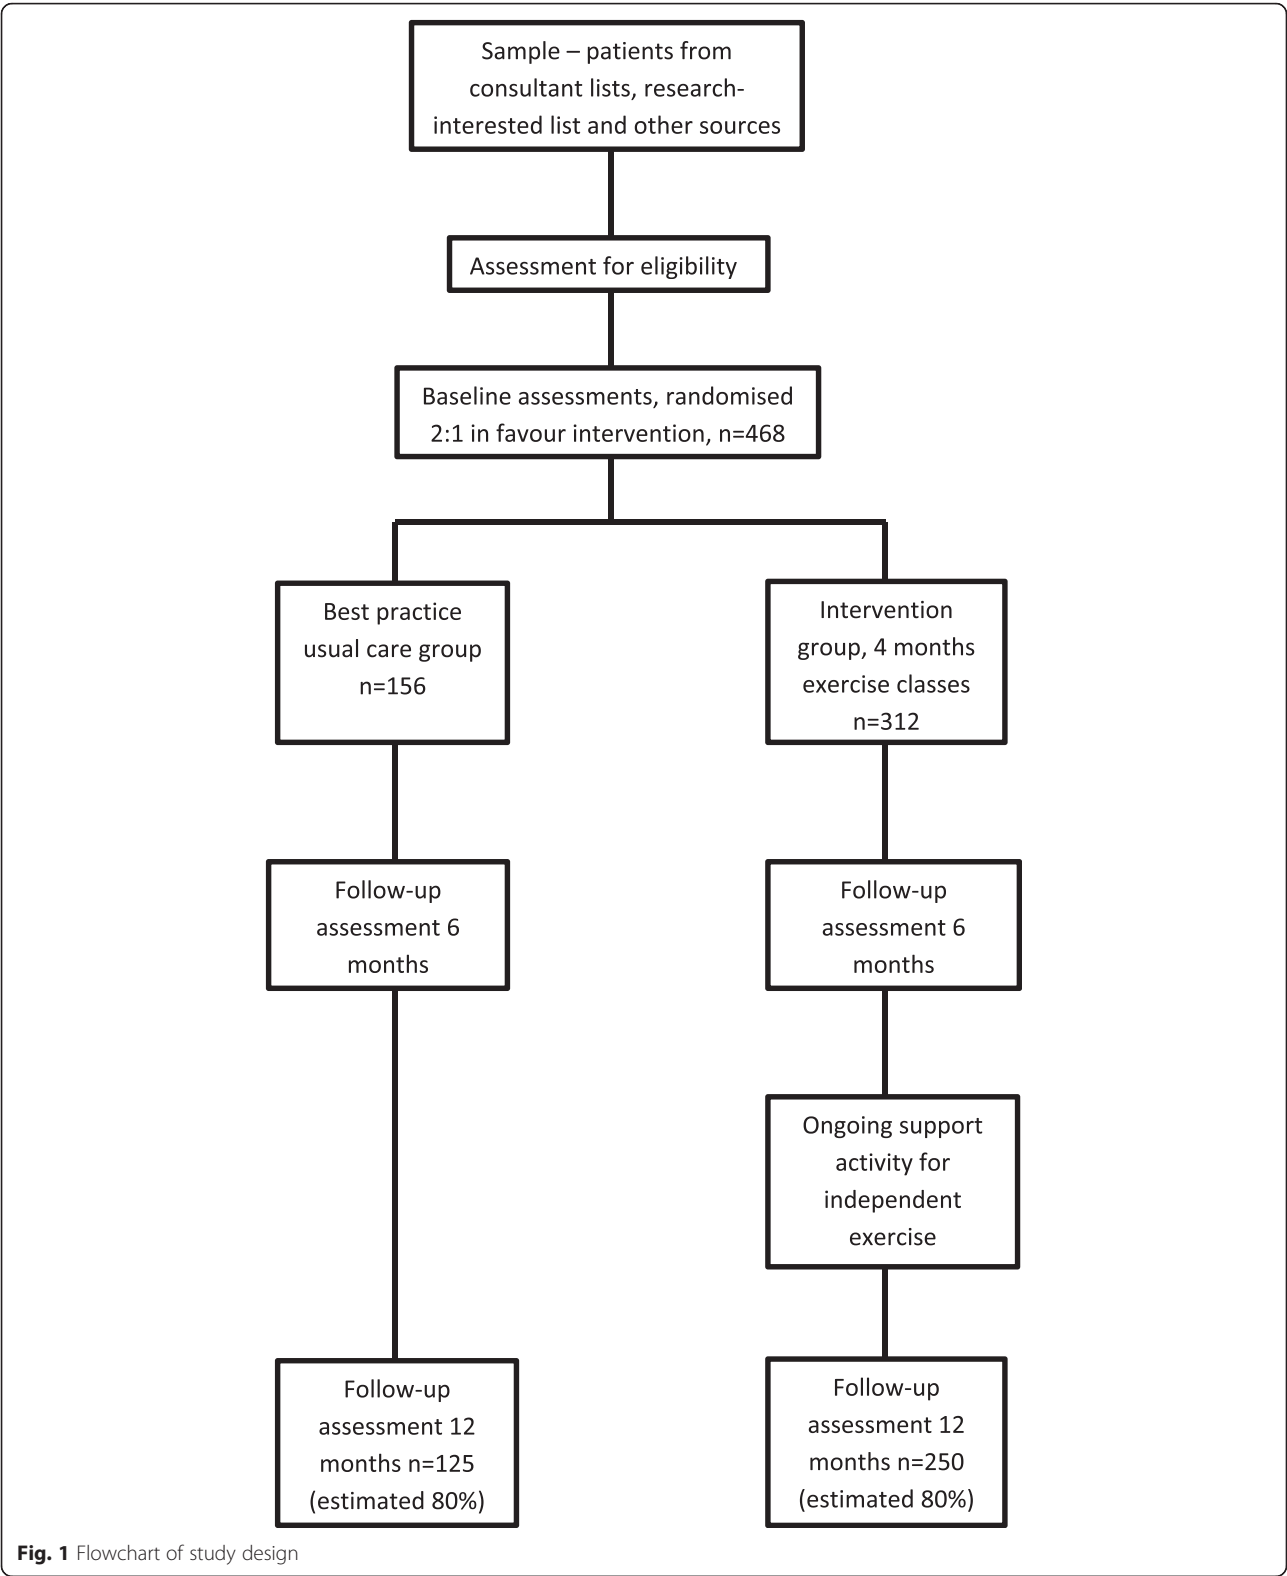 Sample – patients from
consultant lists, research-
interested list and other sources
Assessment for eligibility
Baseline assessments, randomised
2:1 in favour intervention, n=468
Best practice
usual care group
n=156
Intervention
group, 4 months
exercise classes
n=312
Follow-up
assessment 6
months
Follow-up
assessment 6
months
Ongoing support
activity for
independent
exercise
Follow-up
assessment 12
months n=125
(estimated 80%)
Follow-up
assessment 12
months n=250
(estimated 80%)
Fig. 1 Flowchart of study design